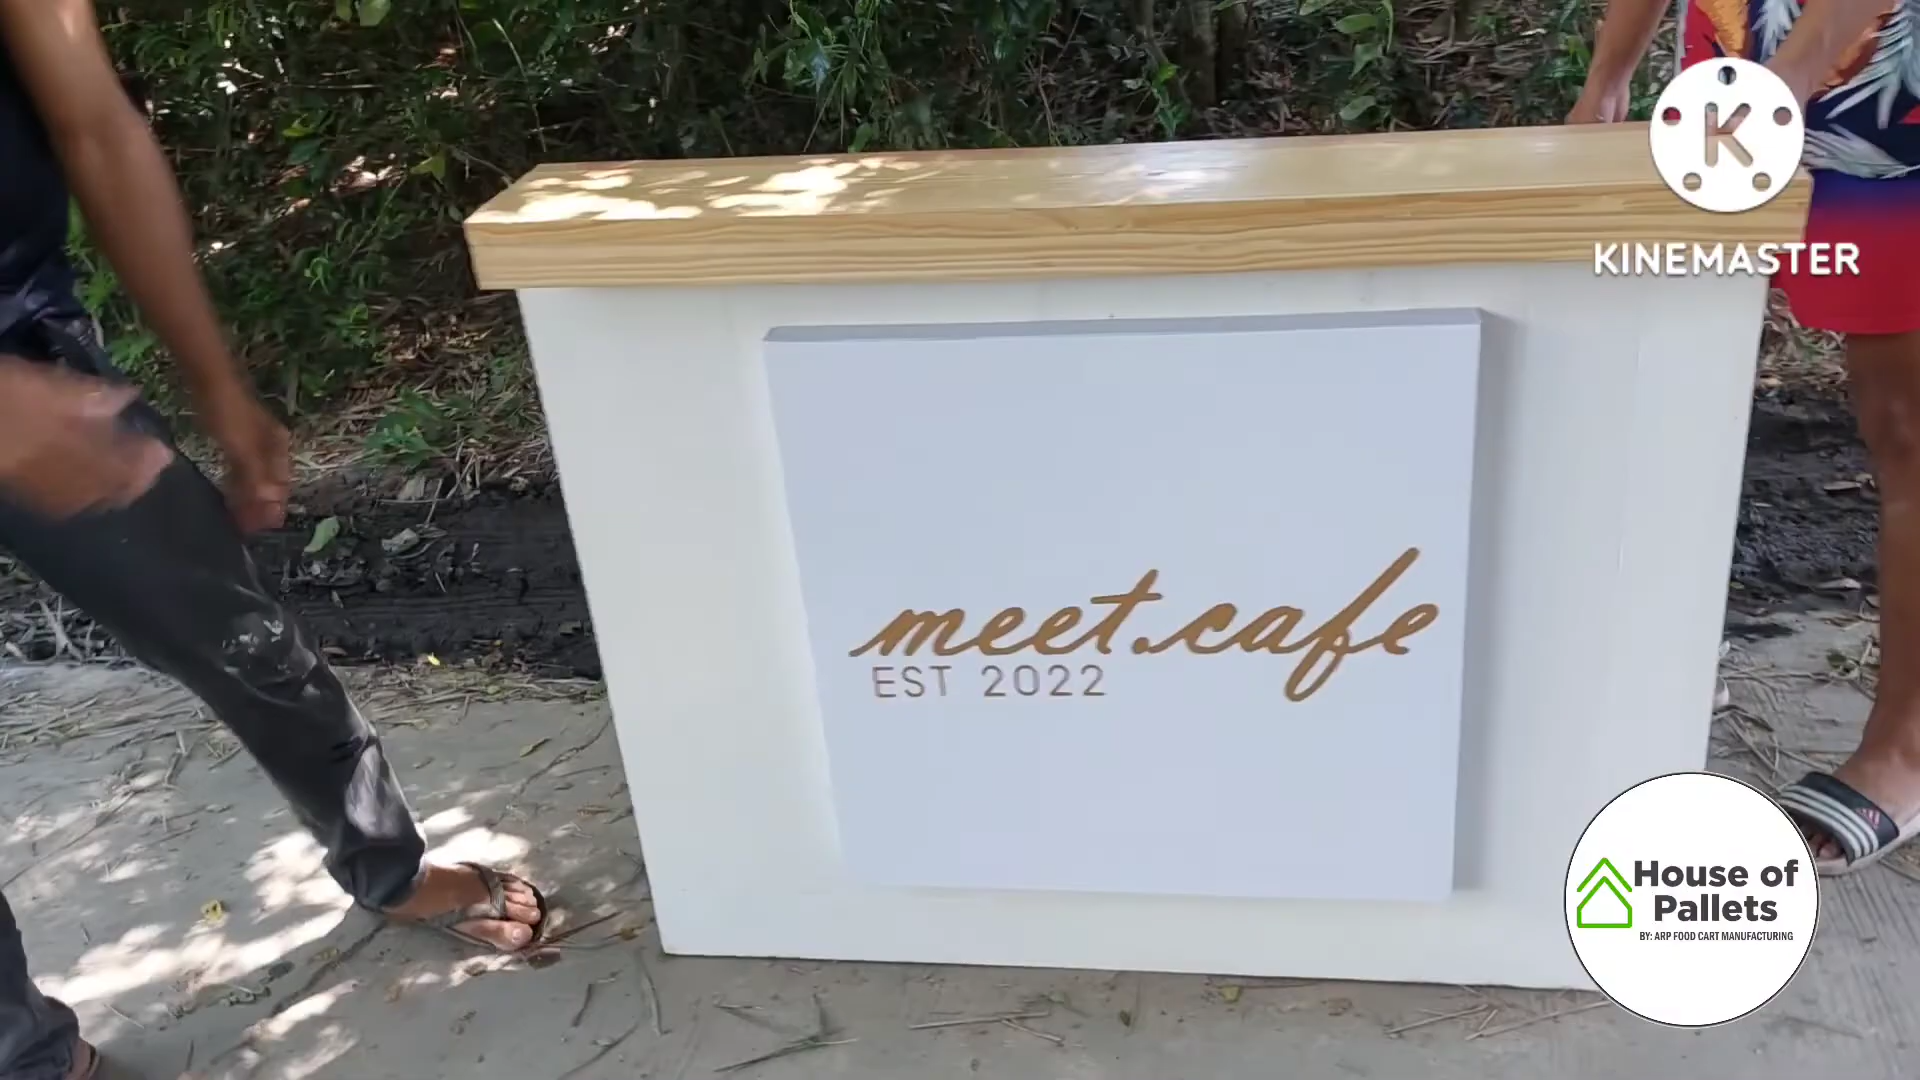 K
KINEMASTER
meet.cafe
EST 2022
House of
Pallets
BY: ARP FOOD CART MANUFACTURING